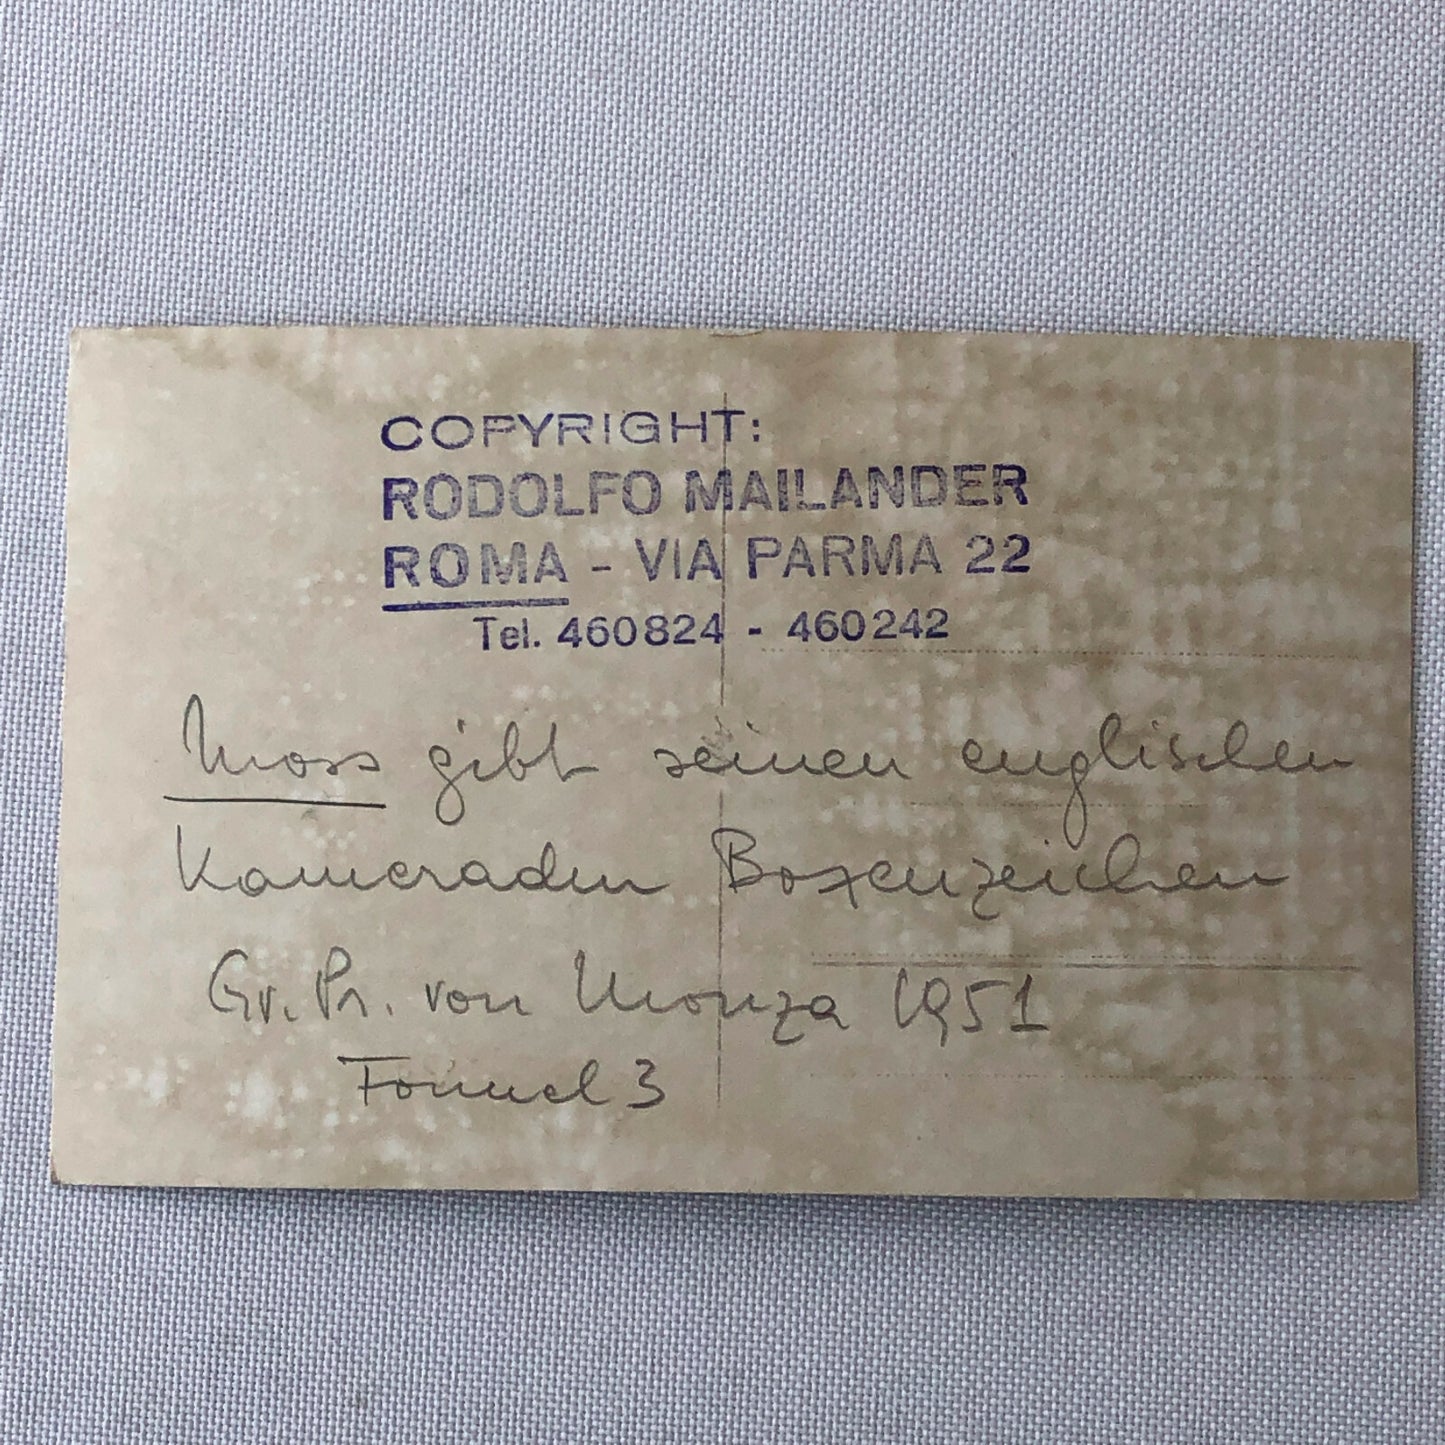 COPYRIGHT:
RODOLFO MAILANDER
ROMA - VIA PARMA 22
Tel. 460824 - 460242
Moss gibt seinen englischen
Kameraden Boxenzeichen
Gr. Pr. von Monza 1951
Formel 3